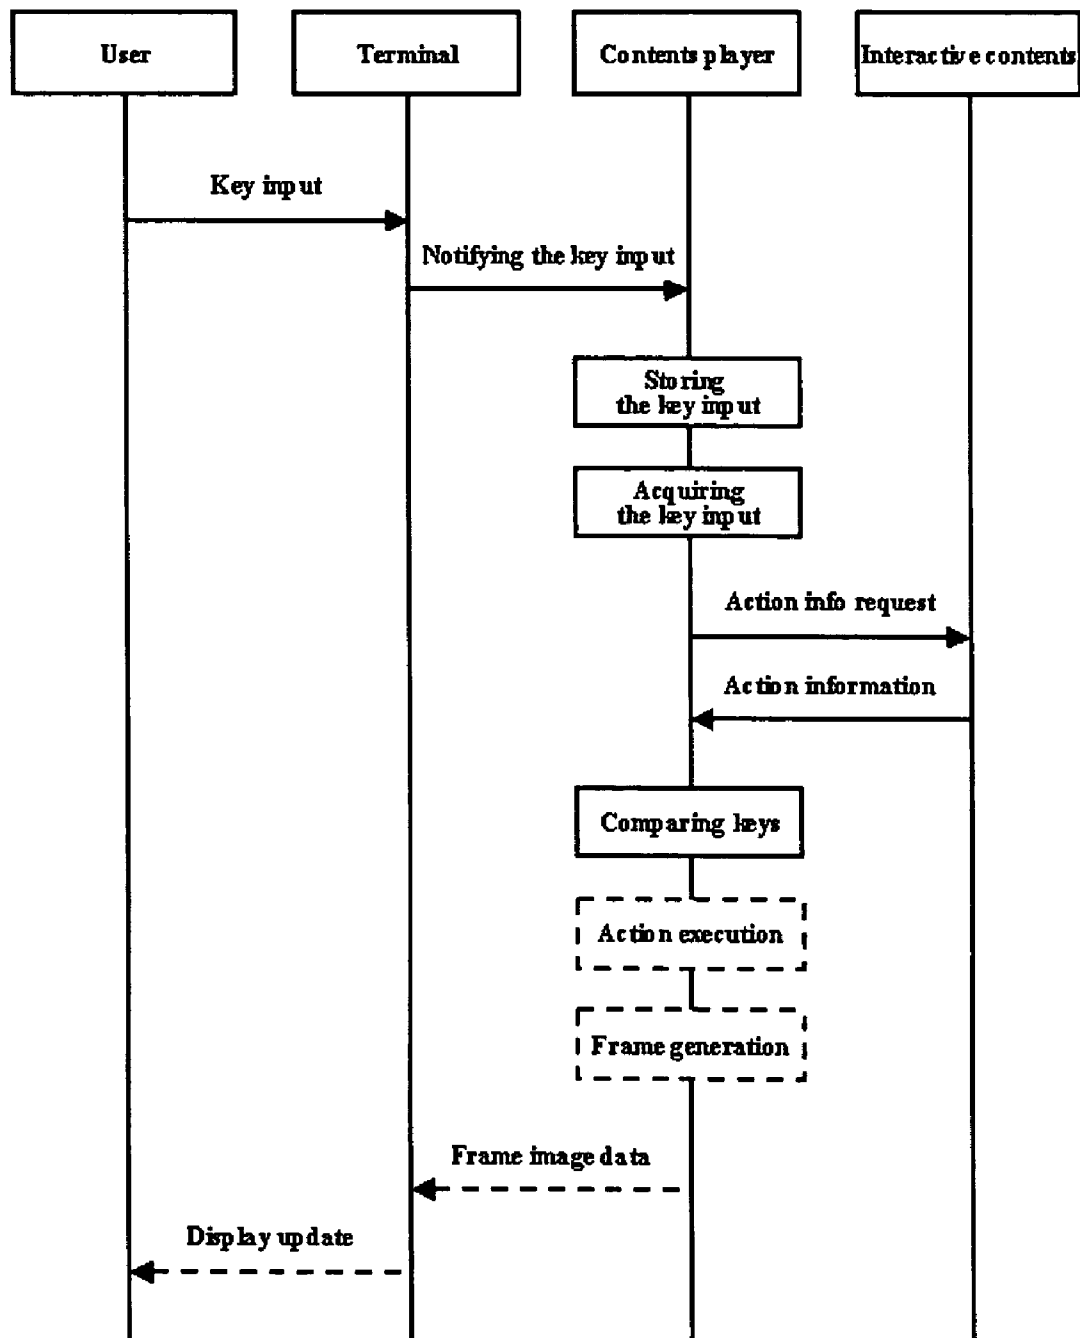 User
Terminal
Contents player
Interactive contents
Key input
Notifying the key input
Storing
the key input
Acquiring
the key input
Action info request
Action information
Comparing keys
Action execution
Frame generation
Frame image data
Display update